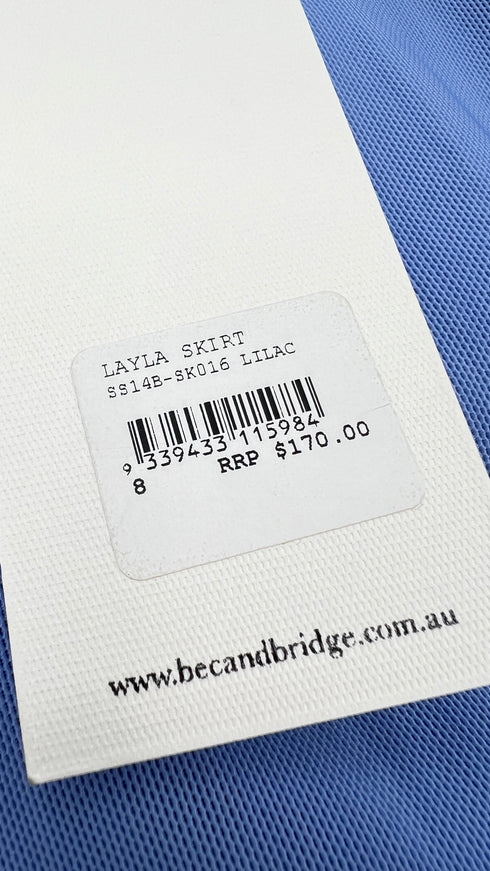 LAYLA SKIRT
SS14B-SK016 LILAC
9 339433 115984
8 RRP $170.00
www.becandbridge.com.au